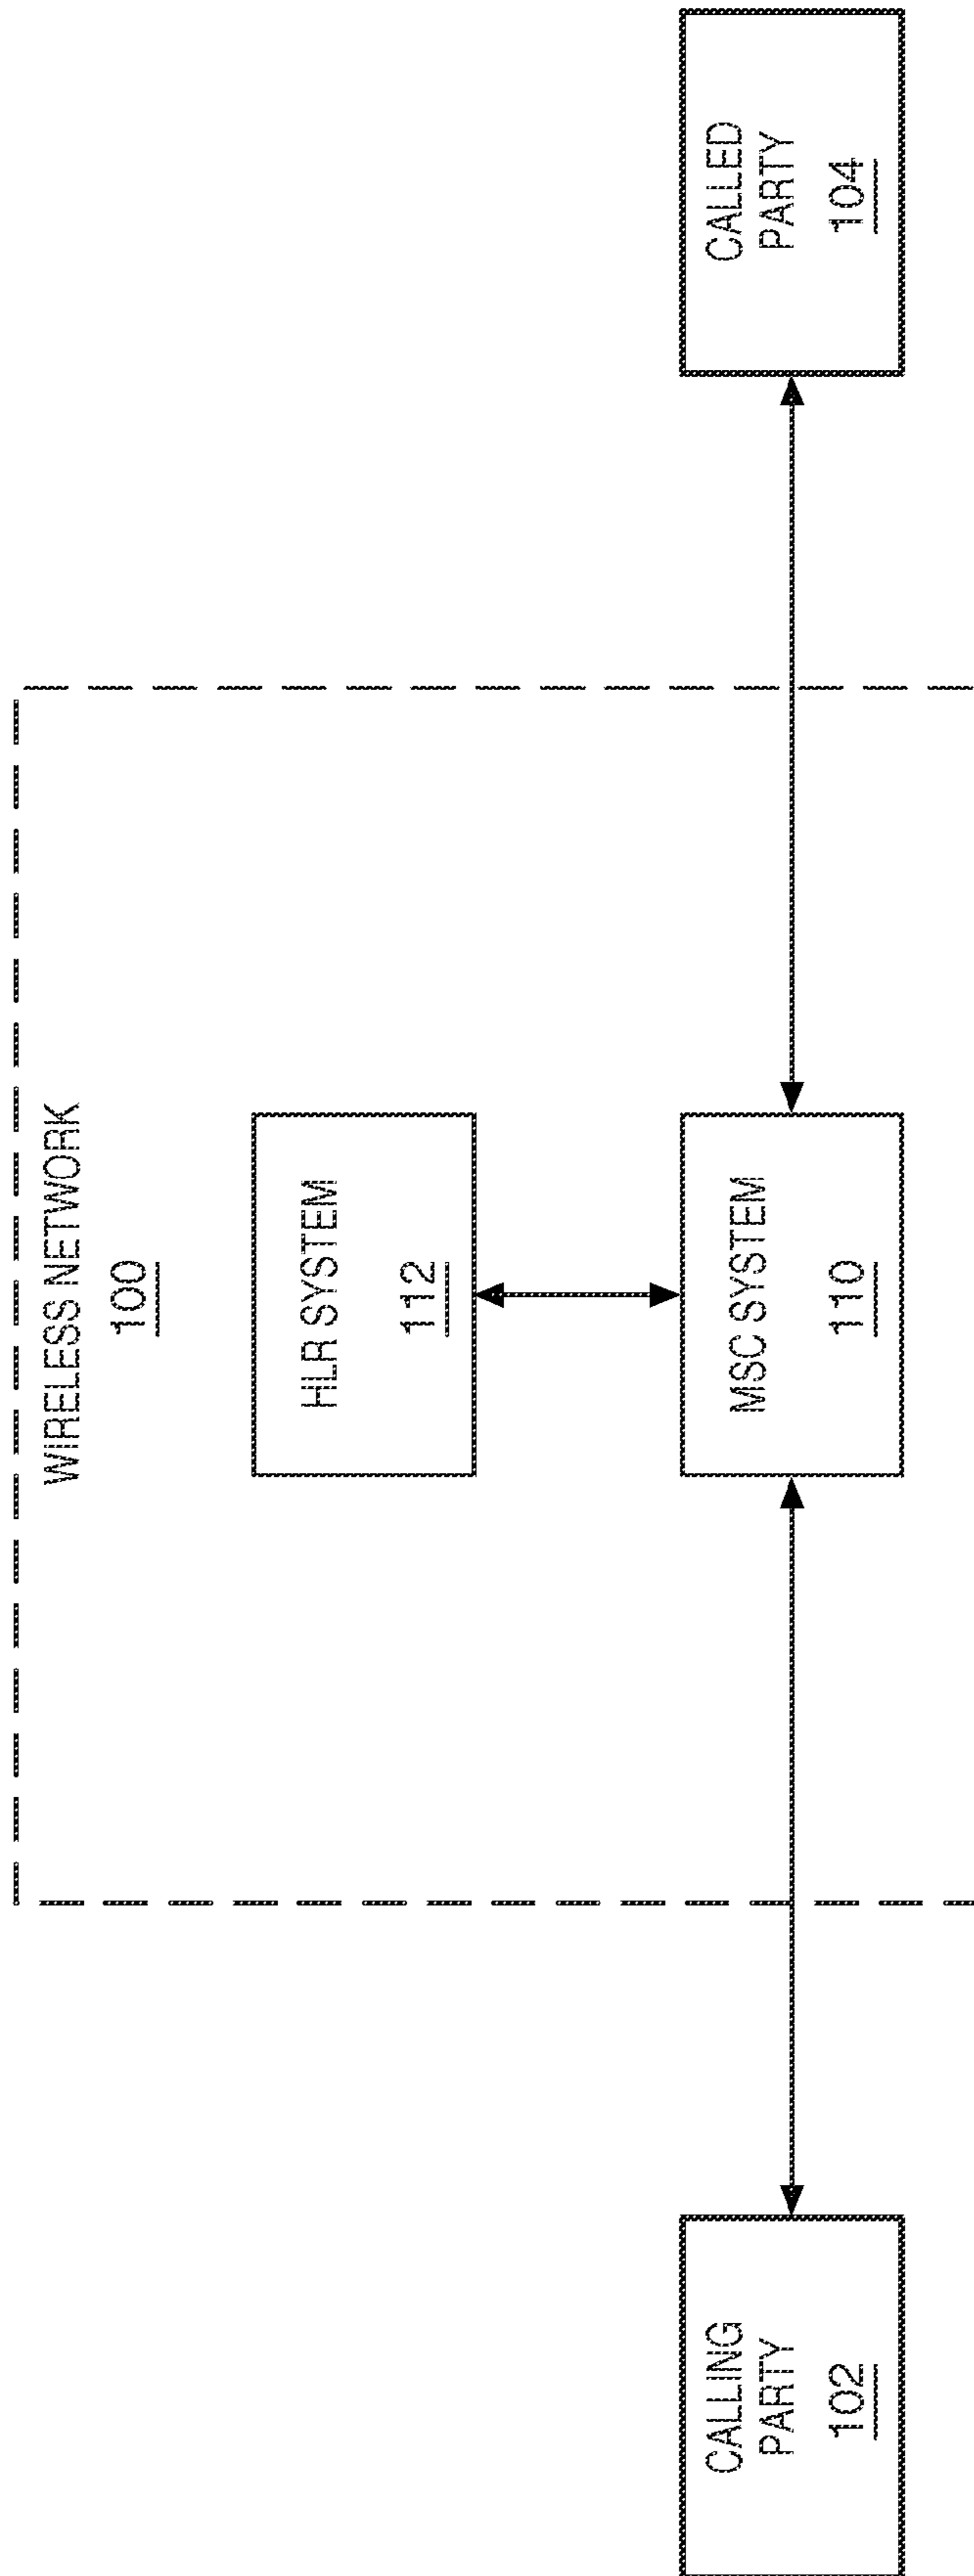 WIRELESS NETWORK
100
HLR SYSTEM
112
CALLING
PARTY
102
MSC SYSTEM
110
CALLED
PARTY
104